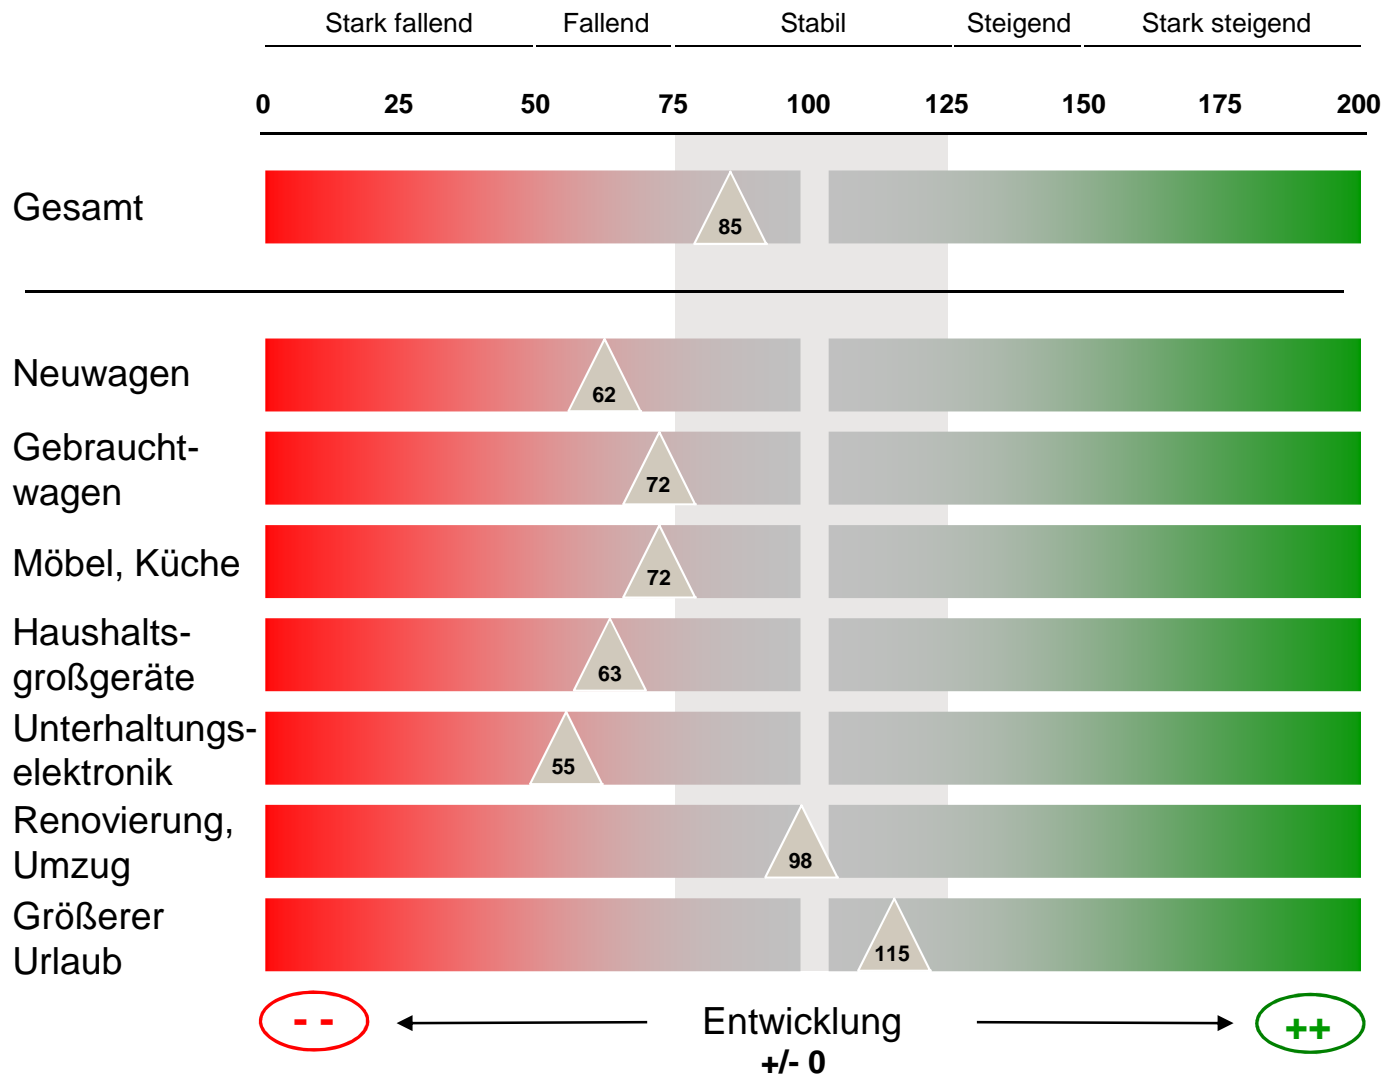 Stark fallend Fallend Stabil Steigend Stark steigend
0 25 50 75 100 125 150 175 200
Gesamt
85
Neuwagen
62
Gebraucht-
wagen
72
Möbel, Küche
72
Haushalts-
großgeräte
63
Unterhaltungs-
elektronik
55
Renovierung,
Umzug
98
Größerer
Urlaub
115
- - Entwicklung ++
+/- 0